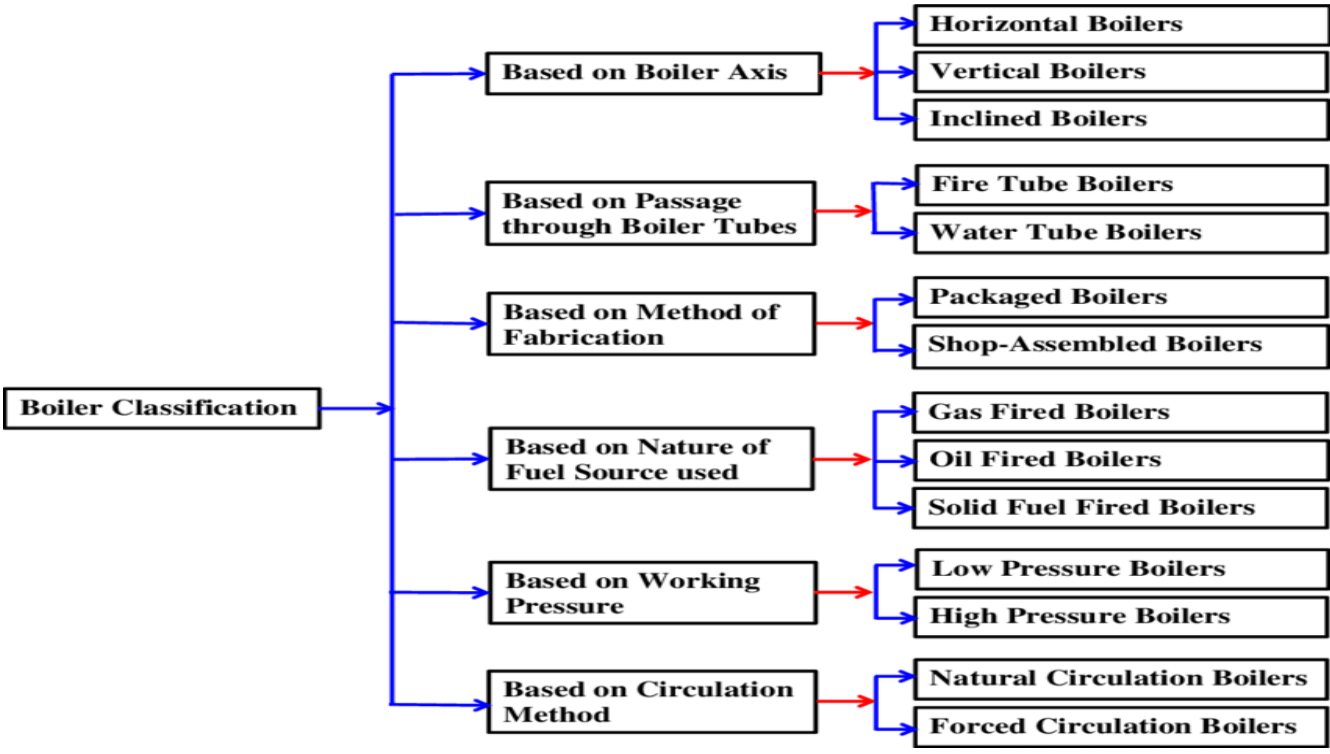 Boiler Classification
Based on Boiler Axis
Horizontal Boilers
Vertical Boilers
Inclined Boilers
Based on Passage
through Boiler Tubes
Fire Tube Boilers
Water Tube Boilers
Based on Method of
Fabrication
Packaged Boilers
Shop-Assembled Boilers
Based on Nature of
Fuel Source used
Gas Fired Boilers
Oil Fired Boilers
Solid Fuel Fired Boilers
Based on Working
Pressure
Low Pressure Boilers
High Pressure Boilers
Based on Circulation
Method
Natural Circulation Boilers
Forced Circulation Boilers